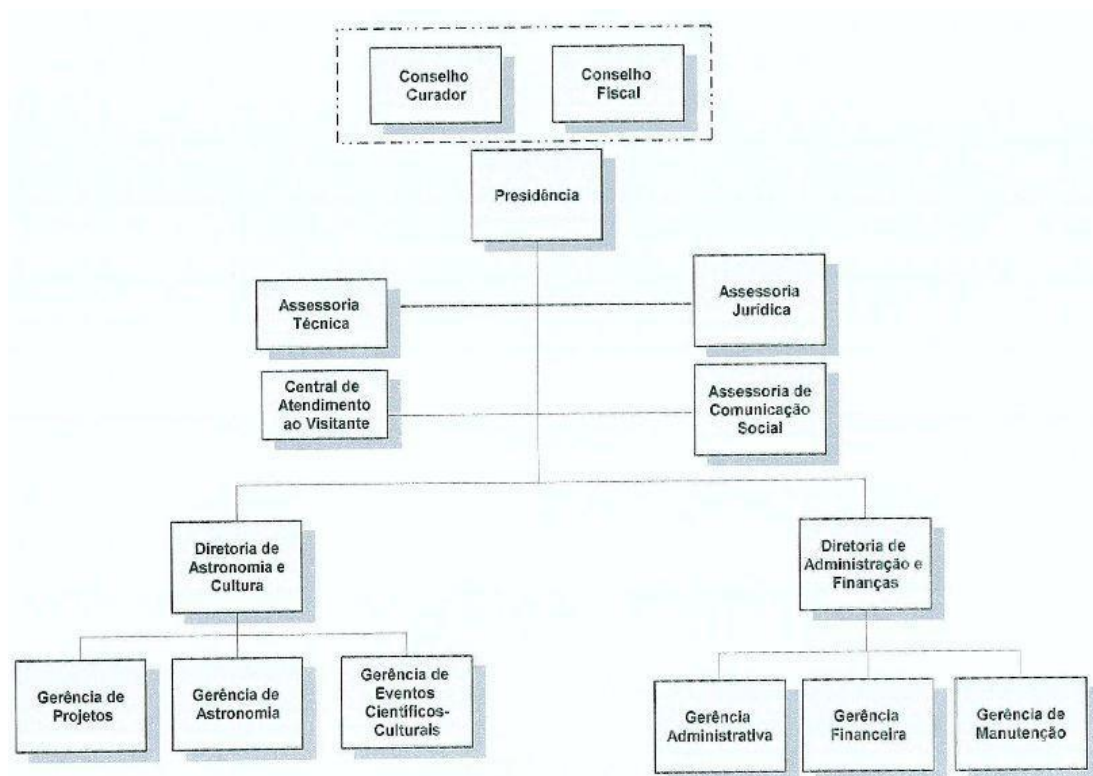 Conselho
Curador
Conselho
Fiscal
Presidência
Assessoria
Técnica
Assessoria
Jurídica
Central de
Atendimento
ao Visitante
Assessoria de
Comunicação
Social
Diretoria de
Astronomia e
Cultura
Diretoria de
Administração e
Finanças
Gerência de
Projetos
Gerência de
Astronomia
Gerência de
Eventos
Científicos-
Culturais
Gerência
Administrativa
Gerência
Financeira
Gerência de
Manutenção